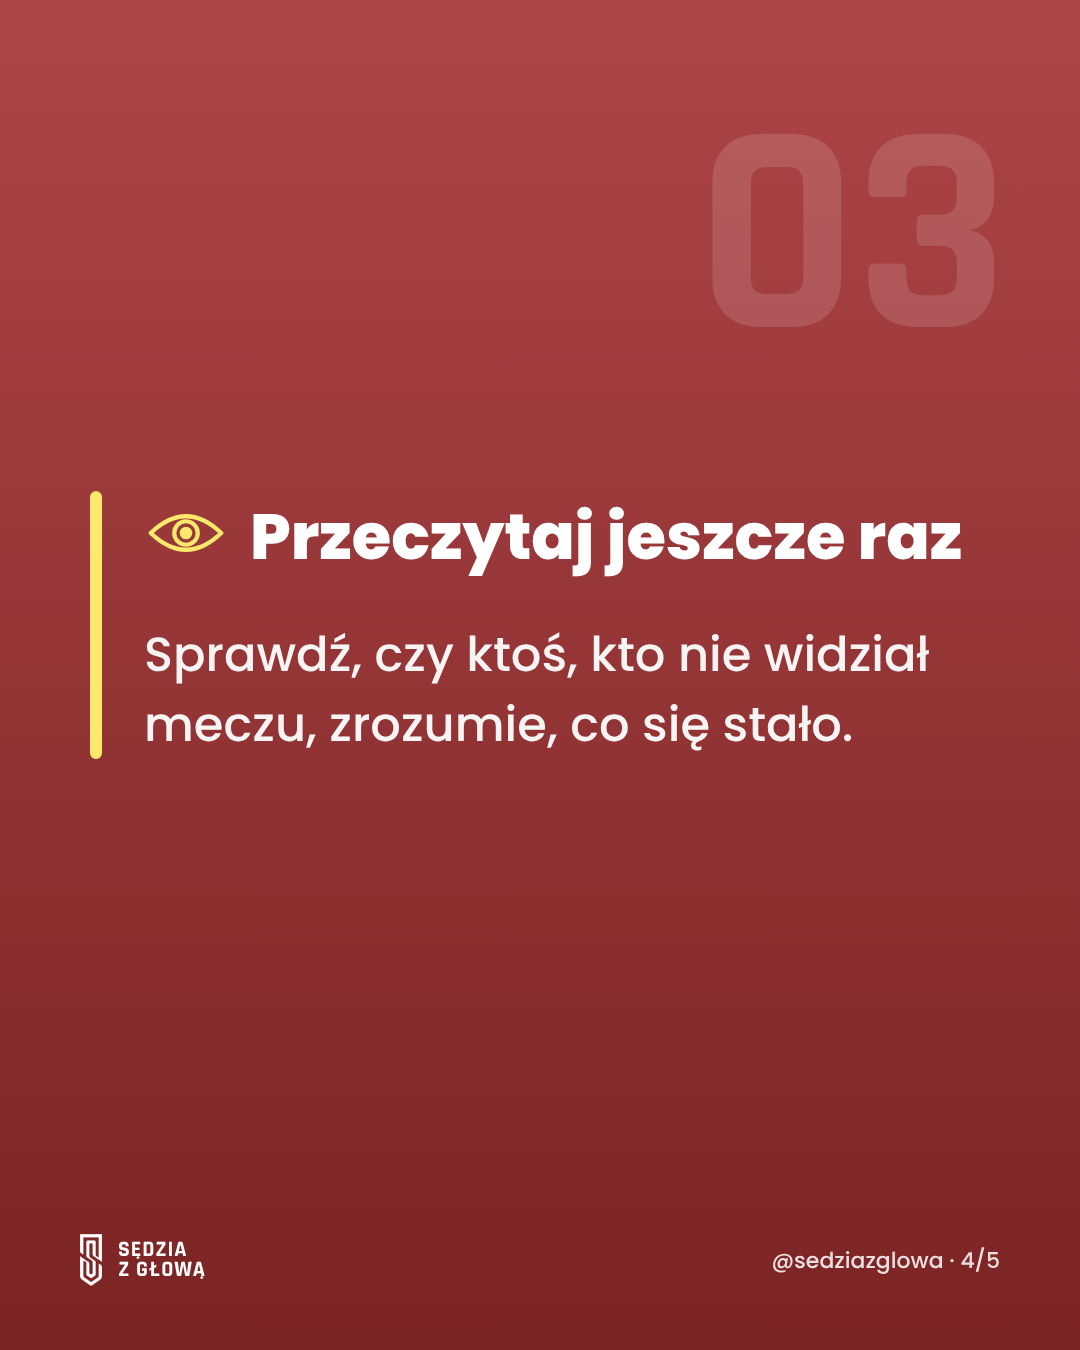 03
Przeczytaj jeszcze raz
Sprawdź, czy ktoś, kto nie widział
meczu, zrozumie, co się stało.
SĘDZIA
Z GŁOWĄ
@sedziazglowa · 4/5